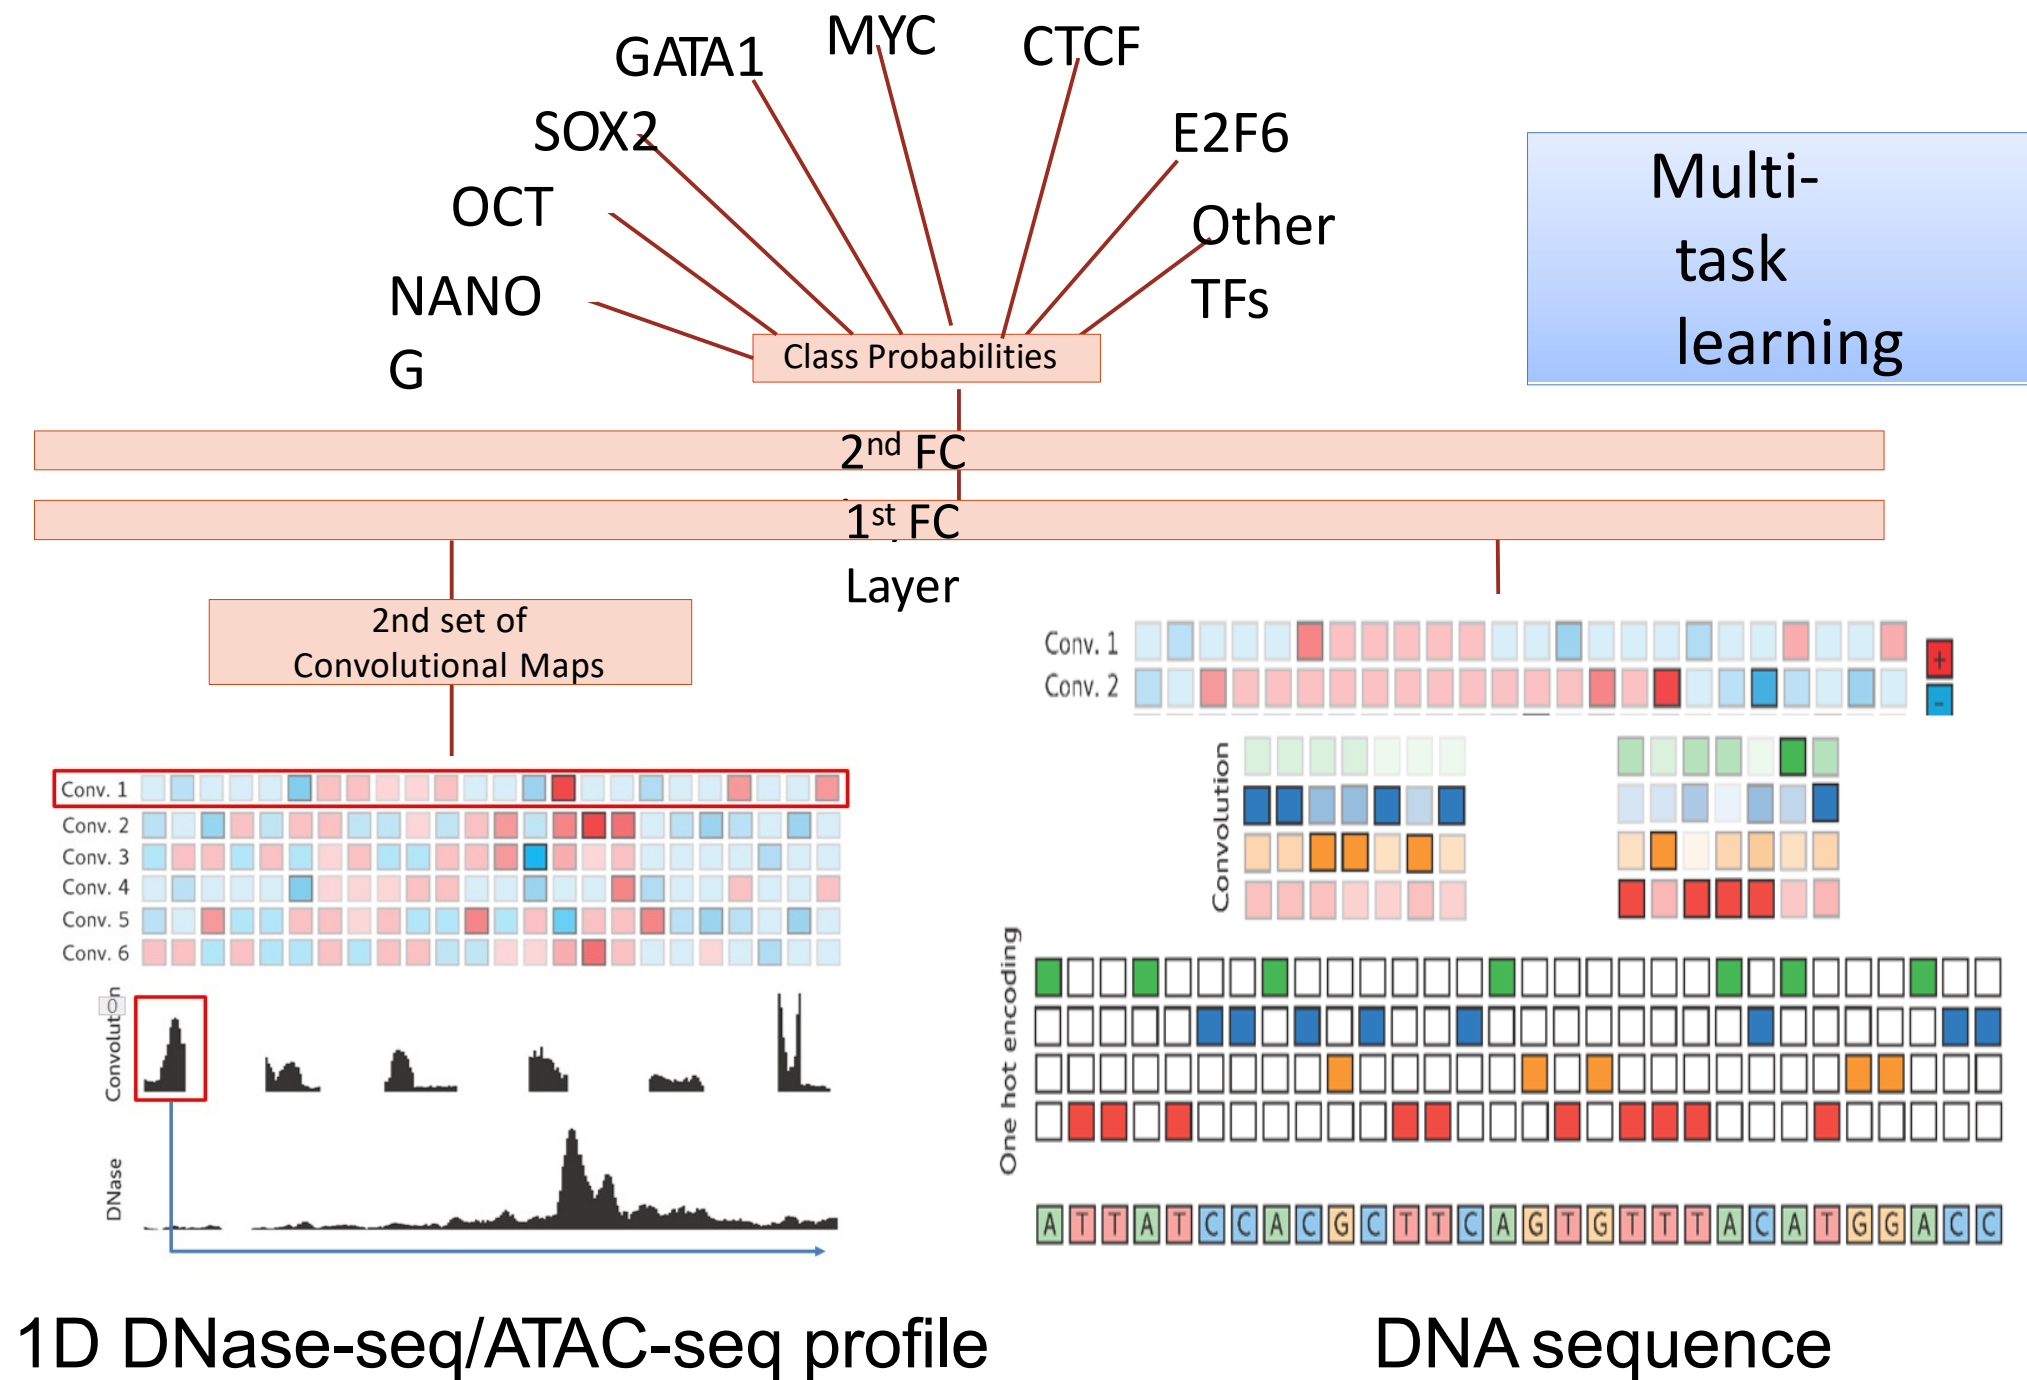 MYC
CTCF
GATA1
SOX2
E2F6
OCT
Other
TFs
NANO
G
Multi-
task
learning
Class Probabilities
2nd FC
1st FC
Layer
2nd set of
Convolutional Maps
Conv. 1
Conv. 2
+
-
Convolution
One hot encoding
A T T A T C C A C G C T T C A G T G T T T A C A T G G A C C
Conv. 1
Conv. 2
Conv. 3
Conv. 4
Conv. 5
Conv. 6
0
DNase
1D DNase-seq/ATAC-seq profile
DNA sequence